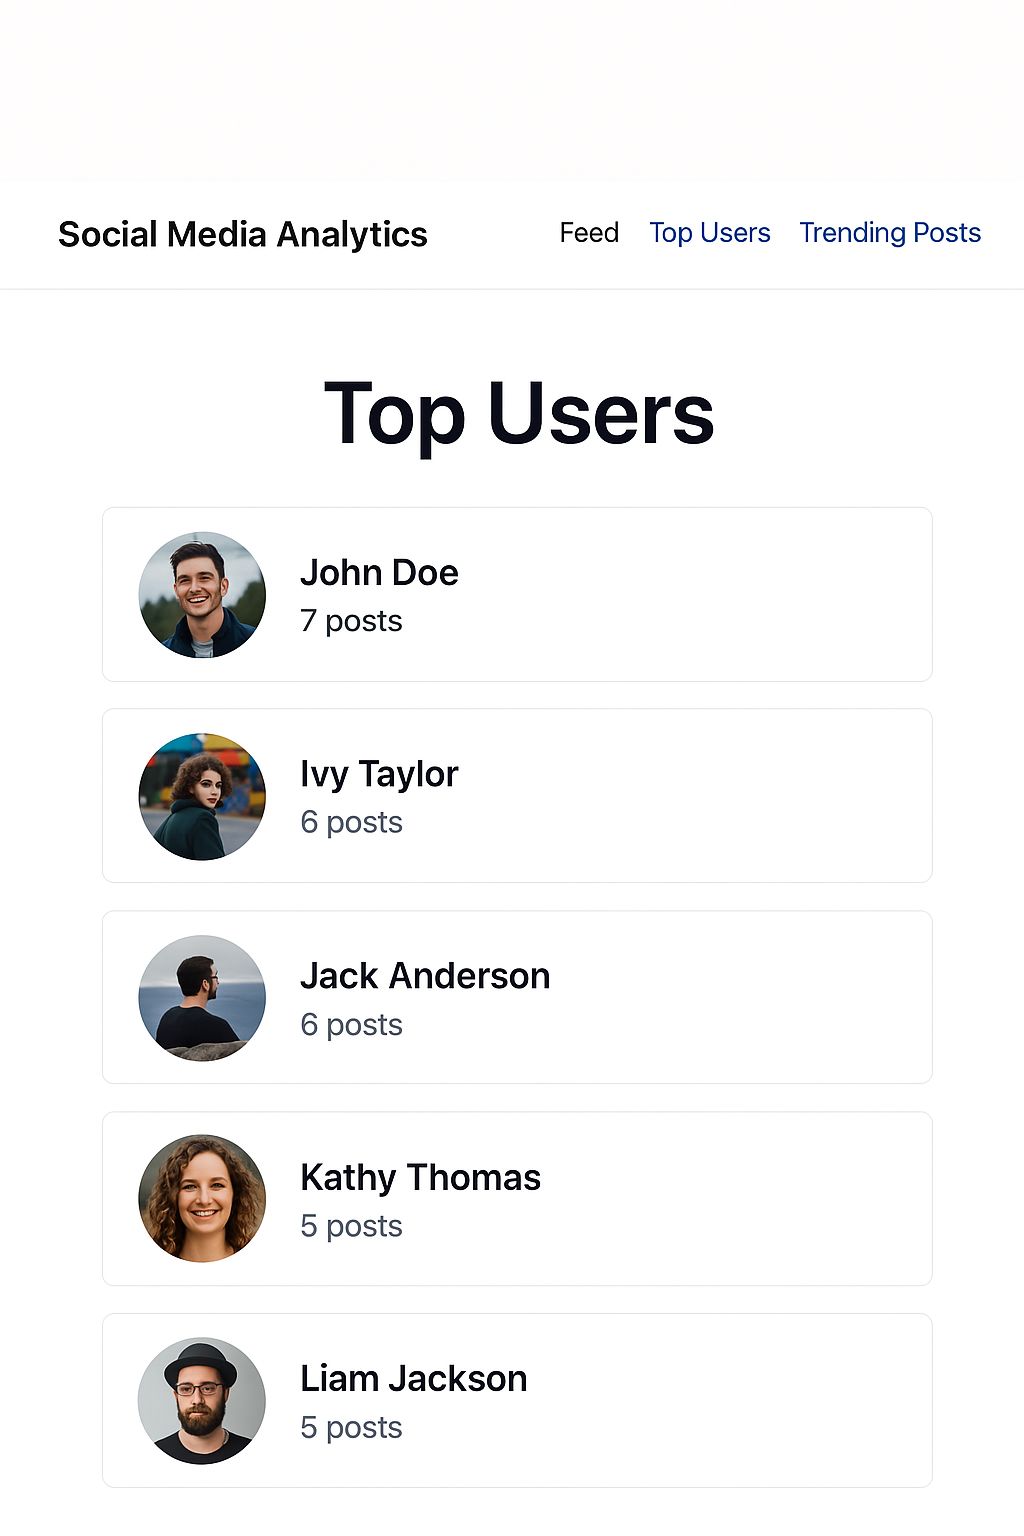 Social Media Analytics
Feed Top Users Trending Posts
Top Users
John Doe
7 posts
Ivy Taylor
6 posts
Jack Anderson
6 posts
Kathy Thomas
5 posts
Liam Jackson
5 posts